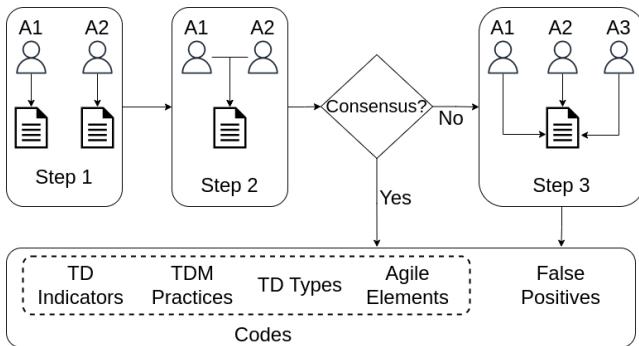 A1 A2
A1 A2
A1 A2 A3
Consensus?
No
Step 1
Step 2
Step 3
Yes
TD
Indicators
TDM
Practices
TD Types
Agile
Elements
False
Positives
Codes